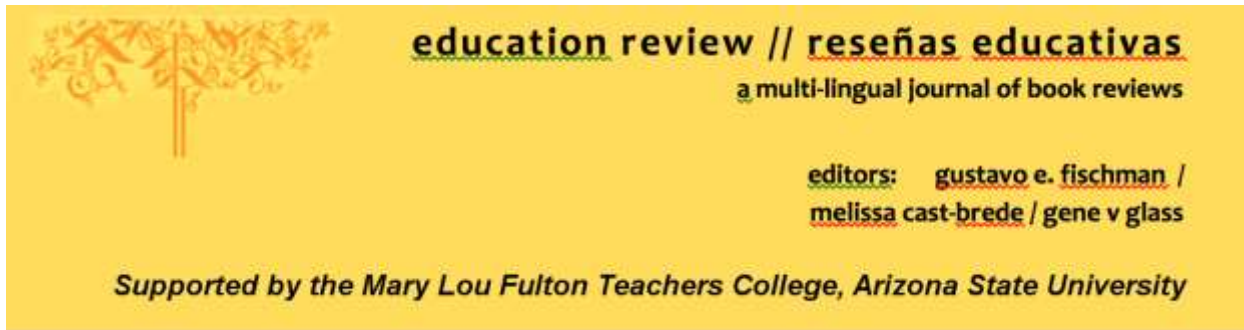 education review // reseñas educativas
a multi-lingual journal of book reviews
editors: gustavo e. fischman /
melissa cast-brede / gene v glass
Supported by the Mary Lou Fulton Teachers College, Arizona State University